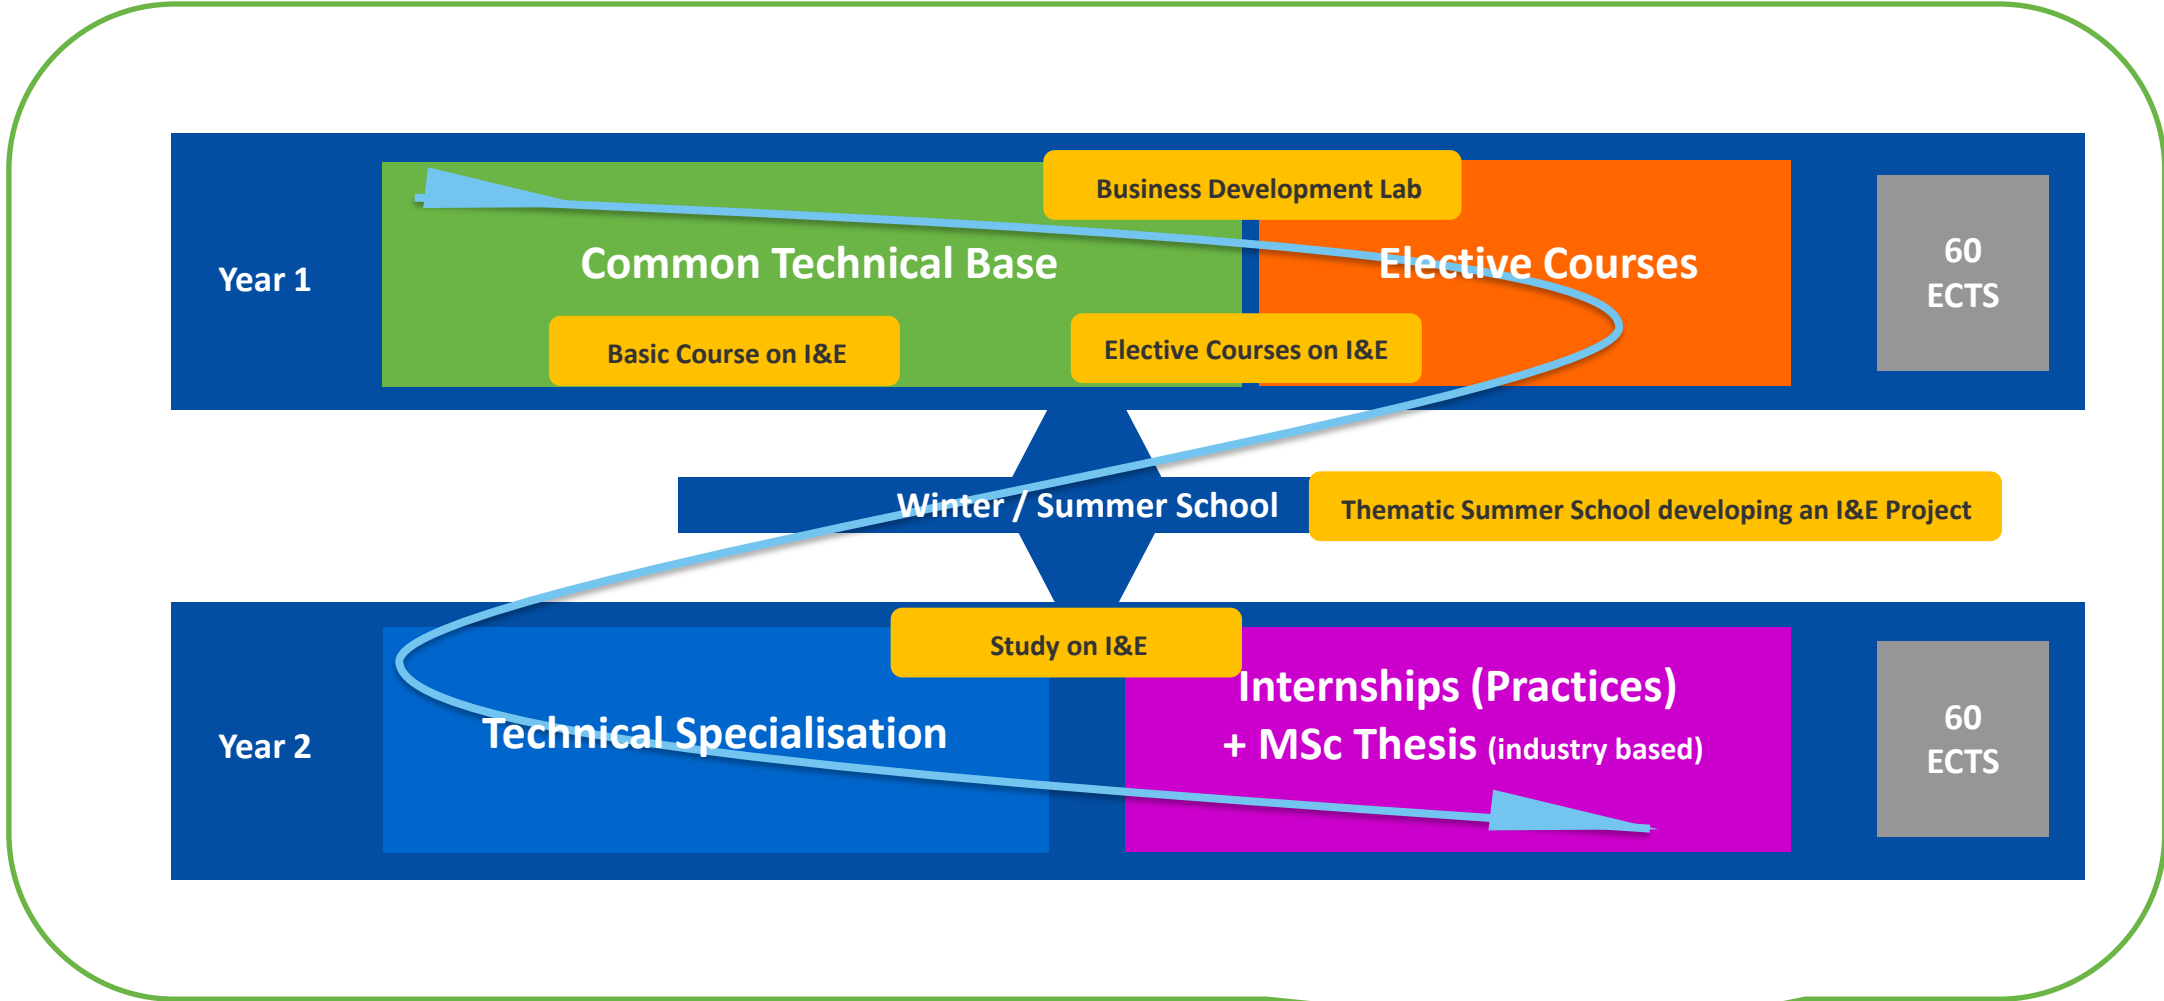 Business Development Lab
Year 1
Common Technical Base
Elective Courses
60
ECTS
Basic Course on I&E
Elective Courses on I&E
Winter / Summer School
Thematic Summer School developing an I&E Project
Study on I&E
Year 2
Technical Specialisation
Internships (Practices)
+ MSc Thesis (industry based)
60
ECTS